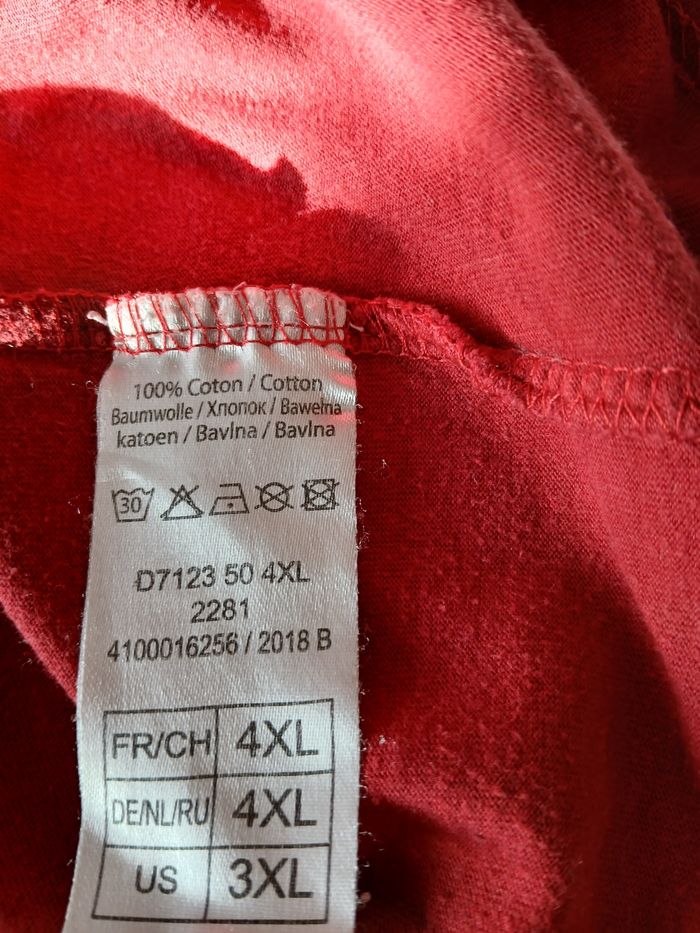 100% Coton / Cotton
Baumwolle / Хлопок / Bawełna
katoen / Bavlna / Bavlna
30
D7123 50 4XL
2281
4100016256 / 2018 B
FR/CH 4XL
DE/NL/RU 4XL
US 3XL